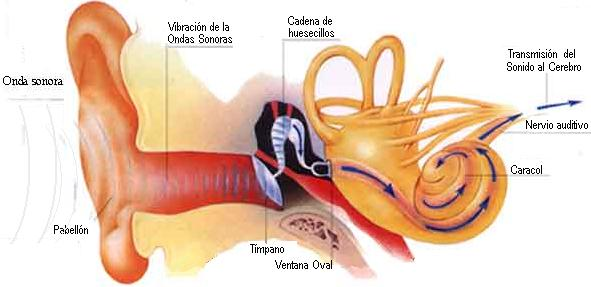 Vibración de la
Ondas Sonoras
Cadena de
huesecillos
Transmisión del
Sonido al Cerebro
Onda sonora
Nervio auditivo
Caracol
Pabellón
Tímpano
Ventana Oval